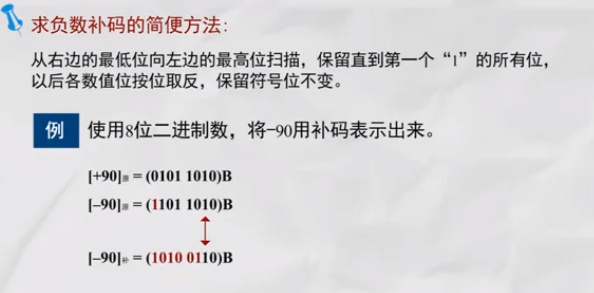 求负数补码的简便方法：
从右边的最低位向左边的最高位扫描，保留直到第一个“1”的所有位，
以后各数值位按位取反，保留符号位不变。
例 使用8位二进制数，将-90用补码表示出来。
[+90]原 = (0101 1010)B
[–90]原 = (1101 1010)B
[–90]补 = (1010 0110)B